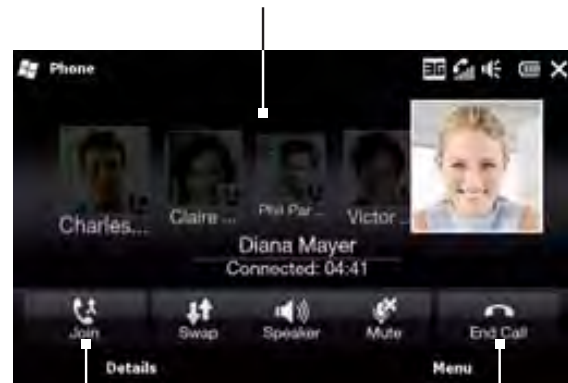 Phone 3G
Charles... Claire ... Phil Par... Victor ...
Diana Mayer
Connected: 04:41
Join Swap Speaker Mute End Call
Details Menu